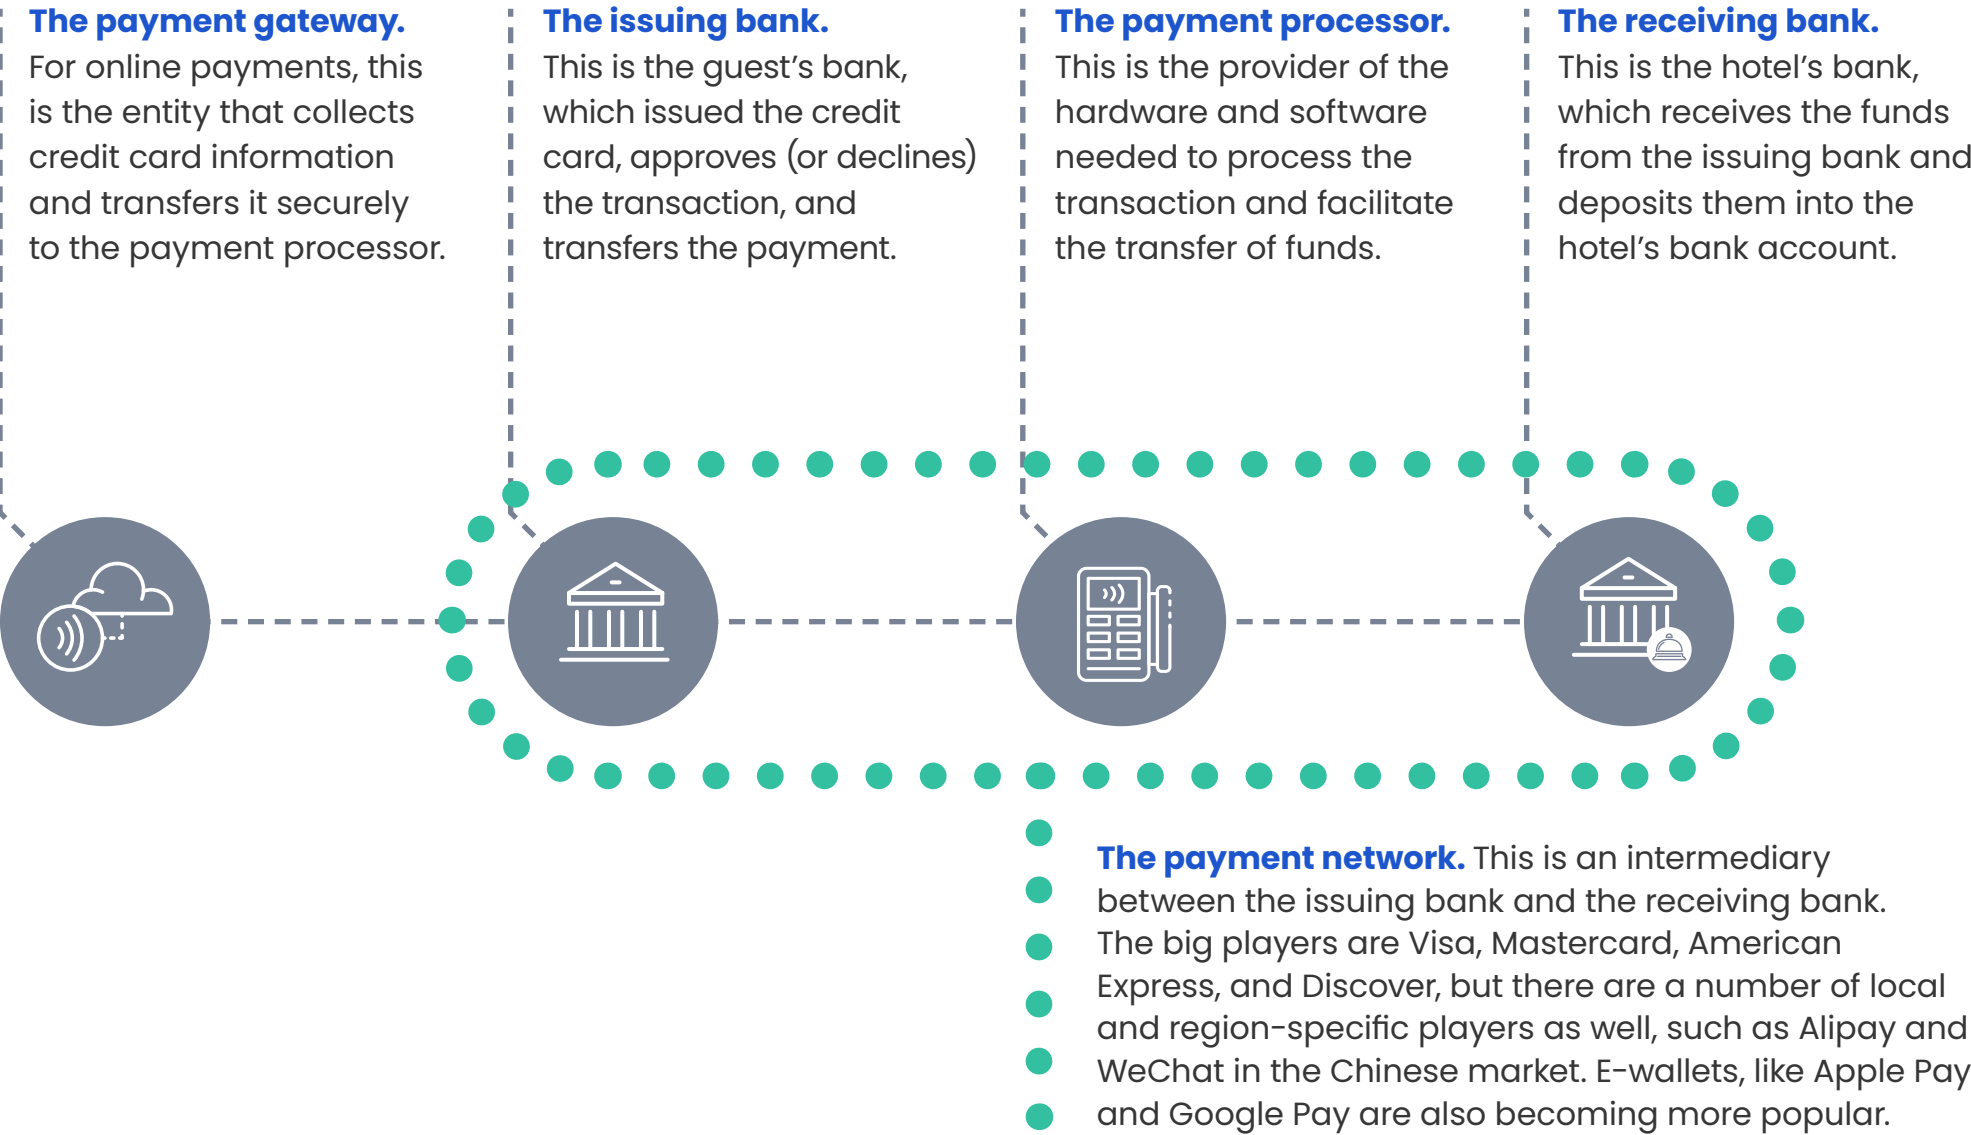 The payment gateway.
For online payments, this
is the entity that collects
credit card information
and transfers it securely
to the payment processor.
The issuing bank.
This is the guest’s bank,
which issued the credit
card, approves (or declines)
the transaction, and
transfers the payment.
The payment processor.
This is the provider of the
hardware and software
needed to process the
transaction and facilitate
the transfer of funds.
The receiving bank.
This is the hotel’s bank,
which receives the funds
from the issuing bank and
deposits them into the
hotel’s bank account.
The payment network. This is an intermediary
between the issuing bank and the receiving bank.
The big players are Visa, Mastercard, American
Express, and Discover, but there are a number of local
and region-specific players as well, such as Alipay and
WeChat in the Chinese market. E-wallets, like Apple Pay
and Google Pay are also becoming more popular.